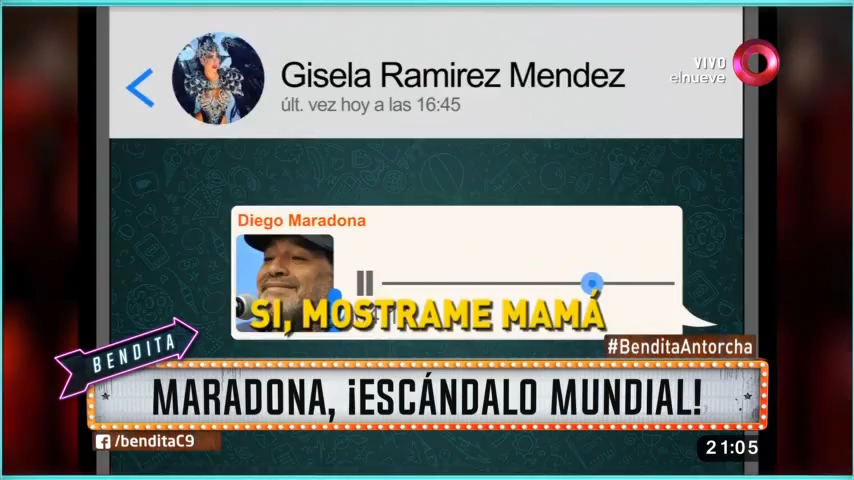 Gisela Ramirez Mendez
últ. vez hoy a las 16:45
VIVO
elnueve
Diego Maradona
SI, MOSTRAME MAMÁ
#BenditaAntorcha
BENDITA
MARADONA, ¡ESCÁNDALO MUNDIAL!
/benditaC9
21:05